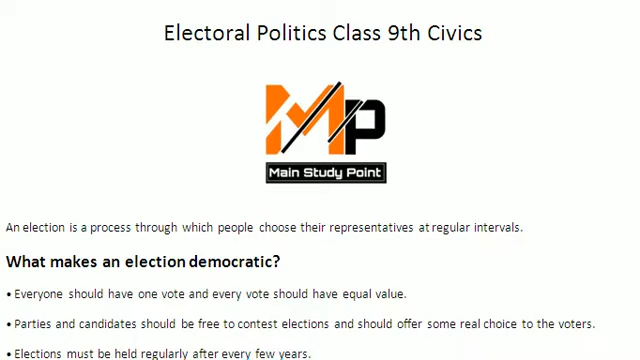 Electoral Politics Class 9th Civics
MP
Main Study Point
An election is a process through which people choose their representatives at regular intervals.
What makes an election democratic?
• Everyone should have one vote and every vote should have equal value.
• Parties and candidates should be free to contest elections and should offer some real choice to the voters.
• Elections must be held regularly after every few years.